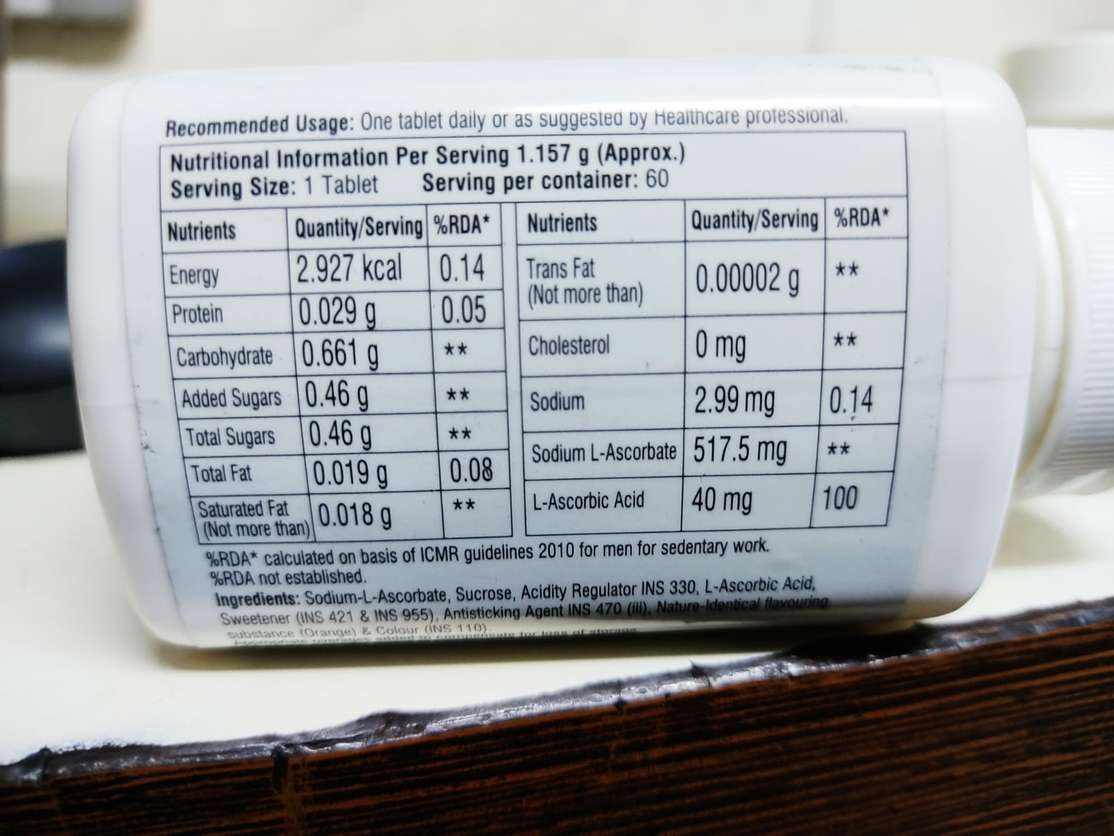 Recommended Usage: One tablet daily or as suggested by Healthcare professional.
Nutritional Information Per Serving 1.157 g (Approx.)
Serving Size: 1 Tablet Serving per container: 60
Nutrients Quantity/Serving %RDA*
Energy 2.927 kcal 0.14
Protein 0.029 g 0.05
Carbohydrate 0.661 g **
Added Sugars 0.46 g **
Total Sugars 0.46 g **
Total Fat 0.019 g 0.08
Saturated Fat
(Not more than) 0.018 g **
Nutrients Quantity/Serving %RDA*
Trans Fat
(Not more than) 0.00002 g **
Cholesterol 0 mg **
Sodium 2.99 mg 0.14
Sodium L-Ascorbate 517.5 mg **
L-Ascorbic Acid 40 mg 100
%RDA* calculated on basis of ICMR guidelines 2010 for men for sedentary work.
%RDA not established.
Ingredients: Sodium-L-Ascorbate, Sucrose, Acidity Regulator INS 330, L-Ascorbic Acid,
Sweetener (INS 421 & INS 955), Antisticking Agent INS 470 (iii), Nature-Identical flavouring
substance (Orange) & Colour (INS 110)